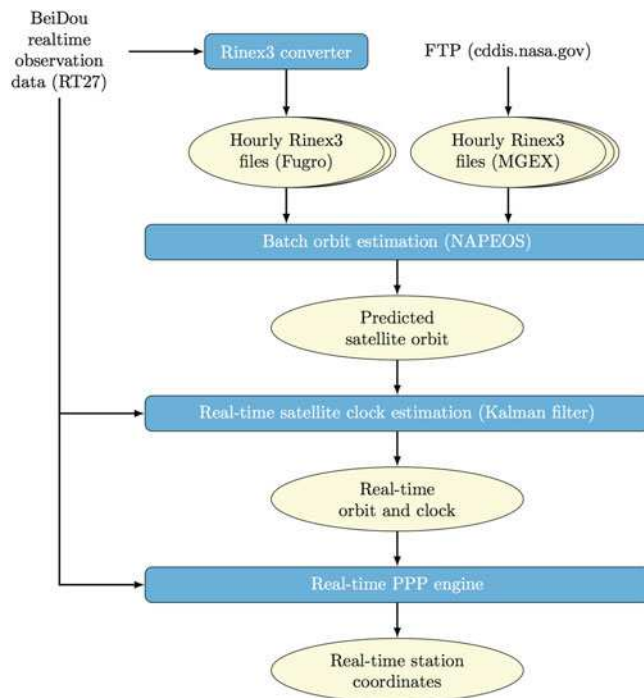 BeiDou
realtime
observation
data (RT27)
Rinex3 converter
FTP (cddis.nasa.gov)
Hourly Rinex3
files (Fugro)
Hourly Rinex3
files (MGEX)
Batch orbit estimation (NAPEOS)
Predicted
satellite orbit
Real-time satellite clock estimation (Kalman filter)
Real-time
orbit and clock
Real-time PPP engine
Real-time station
coordinates